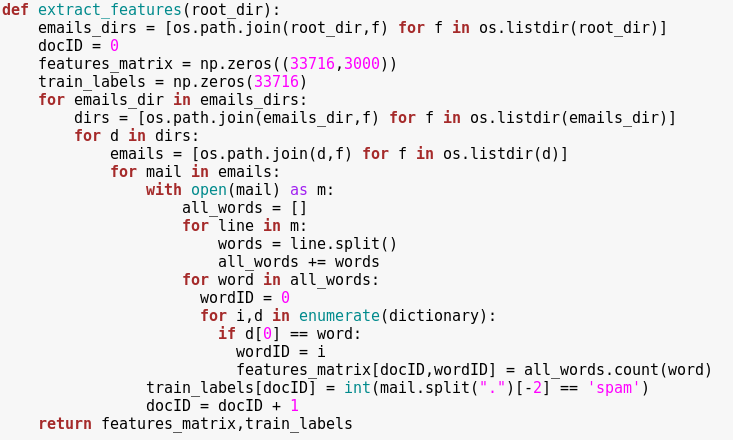 def extract_features(root_dir):
    emails_dirs = [os.path.join(root_dir,f) for f in os.listdir(root_dir)]
    docID = 0
    features_matrix = np.zeros((33716,3000))
    train_labels = np.zeros(33716)
    for emails_dir in emails_dirs:
        dirs = [os.path.join(emails_dir,f) for f in os.listdir(emails_dir)]
        for d in dirs:
            emails = [os.path.join(d,f) for f in os.listdir(d)]
            for mail in emails:
                with open(mail) as m:
                    all_words = []
                    for line in m:
                        words = line.split()
                        all_words += words
                    for word in all_words:
                      wordID = 0
                      for i,d in enumerate(dictionary):
                        if d[0] == word:
                          wordID = i
                          features_matrix[docID,wordID] = all_words.count(word)
                train_labels[docID] = int(mail.split(".")[-2] == 'spam')
                docID = docID + 1
    return features_matrix,train_labels